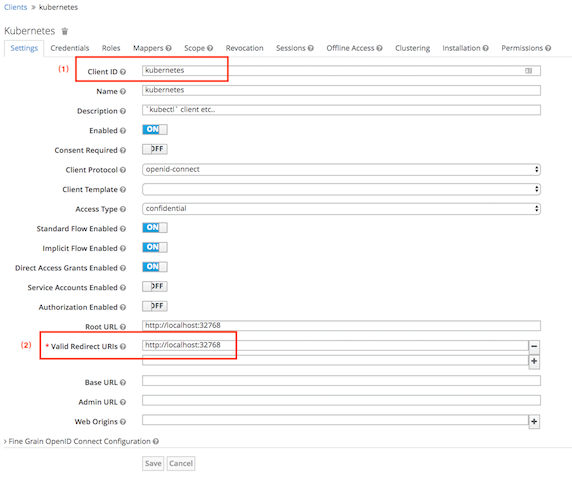 Clients › kubernetes
Kubernetes
Settings Credentials Roles Mappers Scope Revocation Sessions Offline Access Clustering Installation Permissions
(1) Client ID kubernetes
Name kubernetes
Description `kubectl` client etc..
Enabled ON
Consent Required OFF
Client Protocol openid-connect
Client Template
Access Type confidential
Standard Flow Enabled ON
Implicit Flow Enabled ON
Direct Access Grants Enabled ON
Service Accounts Enabled OFF
Authorization Enabled OFF
Root URL http://localhost:32768
(2) * Valid Redirect URIs http://localhost:32768
Base URL
Admin URL
Web Origins
Fine Grain OpenID Connect Configuration
Save Cancel